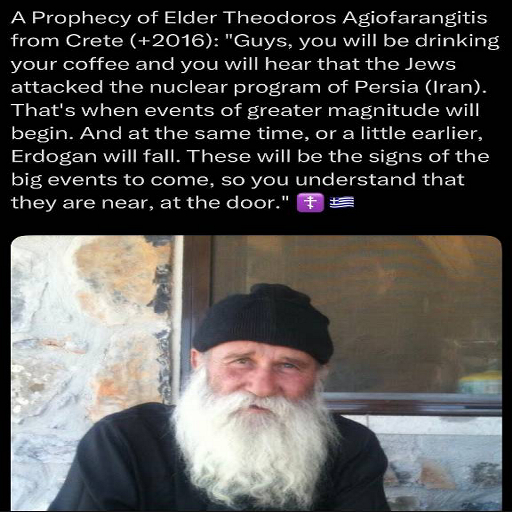 A Prophecy of Elder Theodoros Agiofarangitis
from Crete (+2016): "Guys, you will be drinking
your coffee and you will hear that the Jews
attacked the nuclear program of Persia (Iran).
That's when events of greater magnitude will
begin. And at the same time, or a little earlier,
Erdogan will fall. These will be the signs of the
big events to come, so you understand that
they are near, at the door." ☦️ 🇬🇷